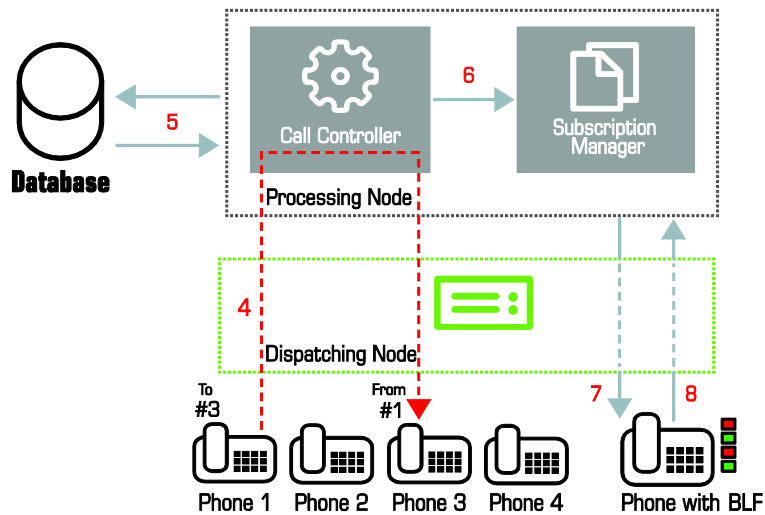 6
Call Controller
Subscription
Manager
5
Database
Processing Node
4
Dispatching Node
To
#3
From
#1
7
8
Phone 1
Phone 2
Phone 3
Phone 4
Phone with BLF